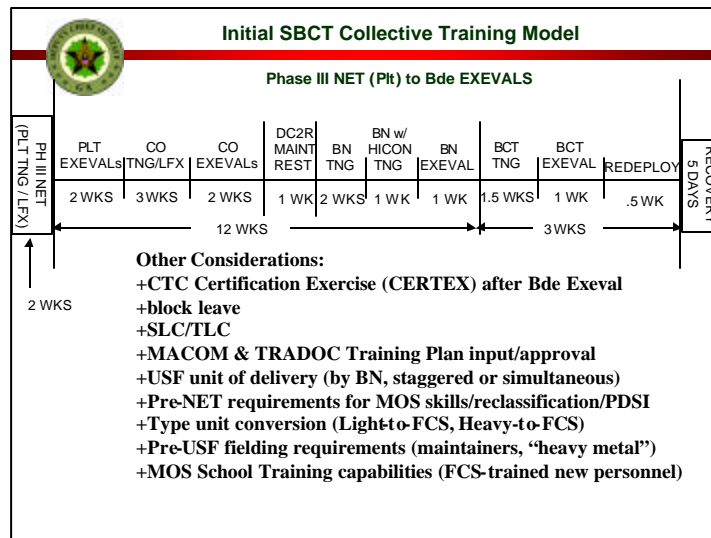 Initial SBCT Collective Training Model
Phase III NET (Plt) to Bde EXEVALS
PH III NET
(PLT TNG / LFX)
PLT
EXEVALs
CO
TNG/LFX
CO
EXEVALs
DC2R
MAINT
REST
BN
TNG
BN w/
HICON
TNG
BN
EXEVAL
BCT
TNG
BCT
EXEVAL
REDEPLOY
RECOVERY
5 DAYS
2 WKS
3 WKS
2 WKS
1 WK
2 WKS
1 WK
1 WK
1.5 WKS
1 WK
.5 WK
12 WKS
3 WKS
2 WKS
Other Considerations:
+CTC Certification Exercise (CERTEX) after Bde Exeval
+block leave
+SLC/TLC
+MACOM & TRADOC Training Plan input/approval
+USF unit of delivery (by BN, staggered or simultaneous)
+Pre-NET requirements for MOS skills/reclassification/PDSI
+Type unit conversion (Light-to-FCS, Heavy-to-FCS)
+Pre-USF fielding requirements (maintainers, “heavy metal”)
+MOS School Training capabilities (FCS-trained new personnel)